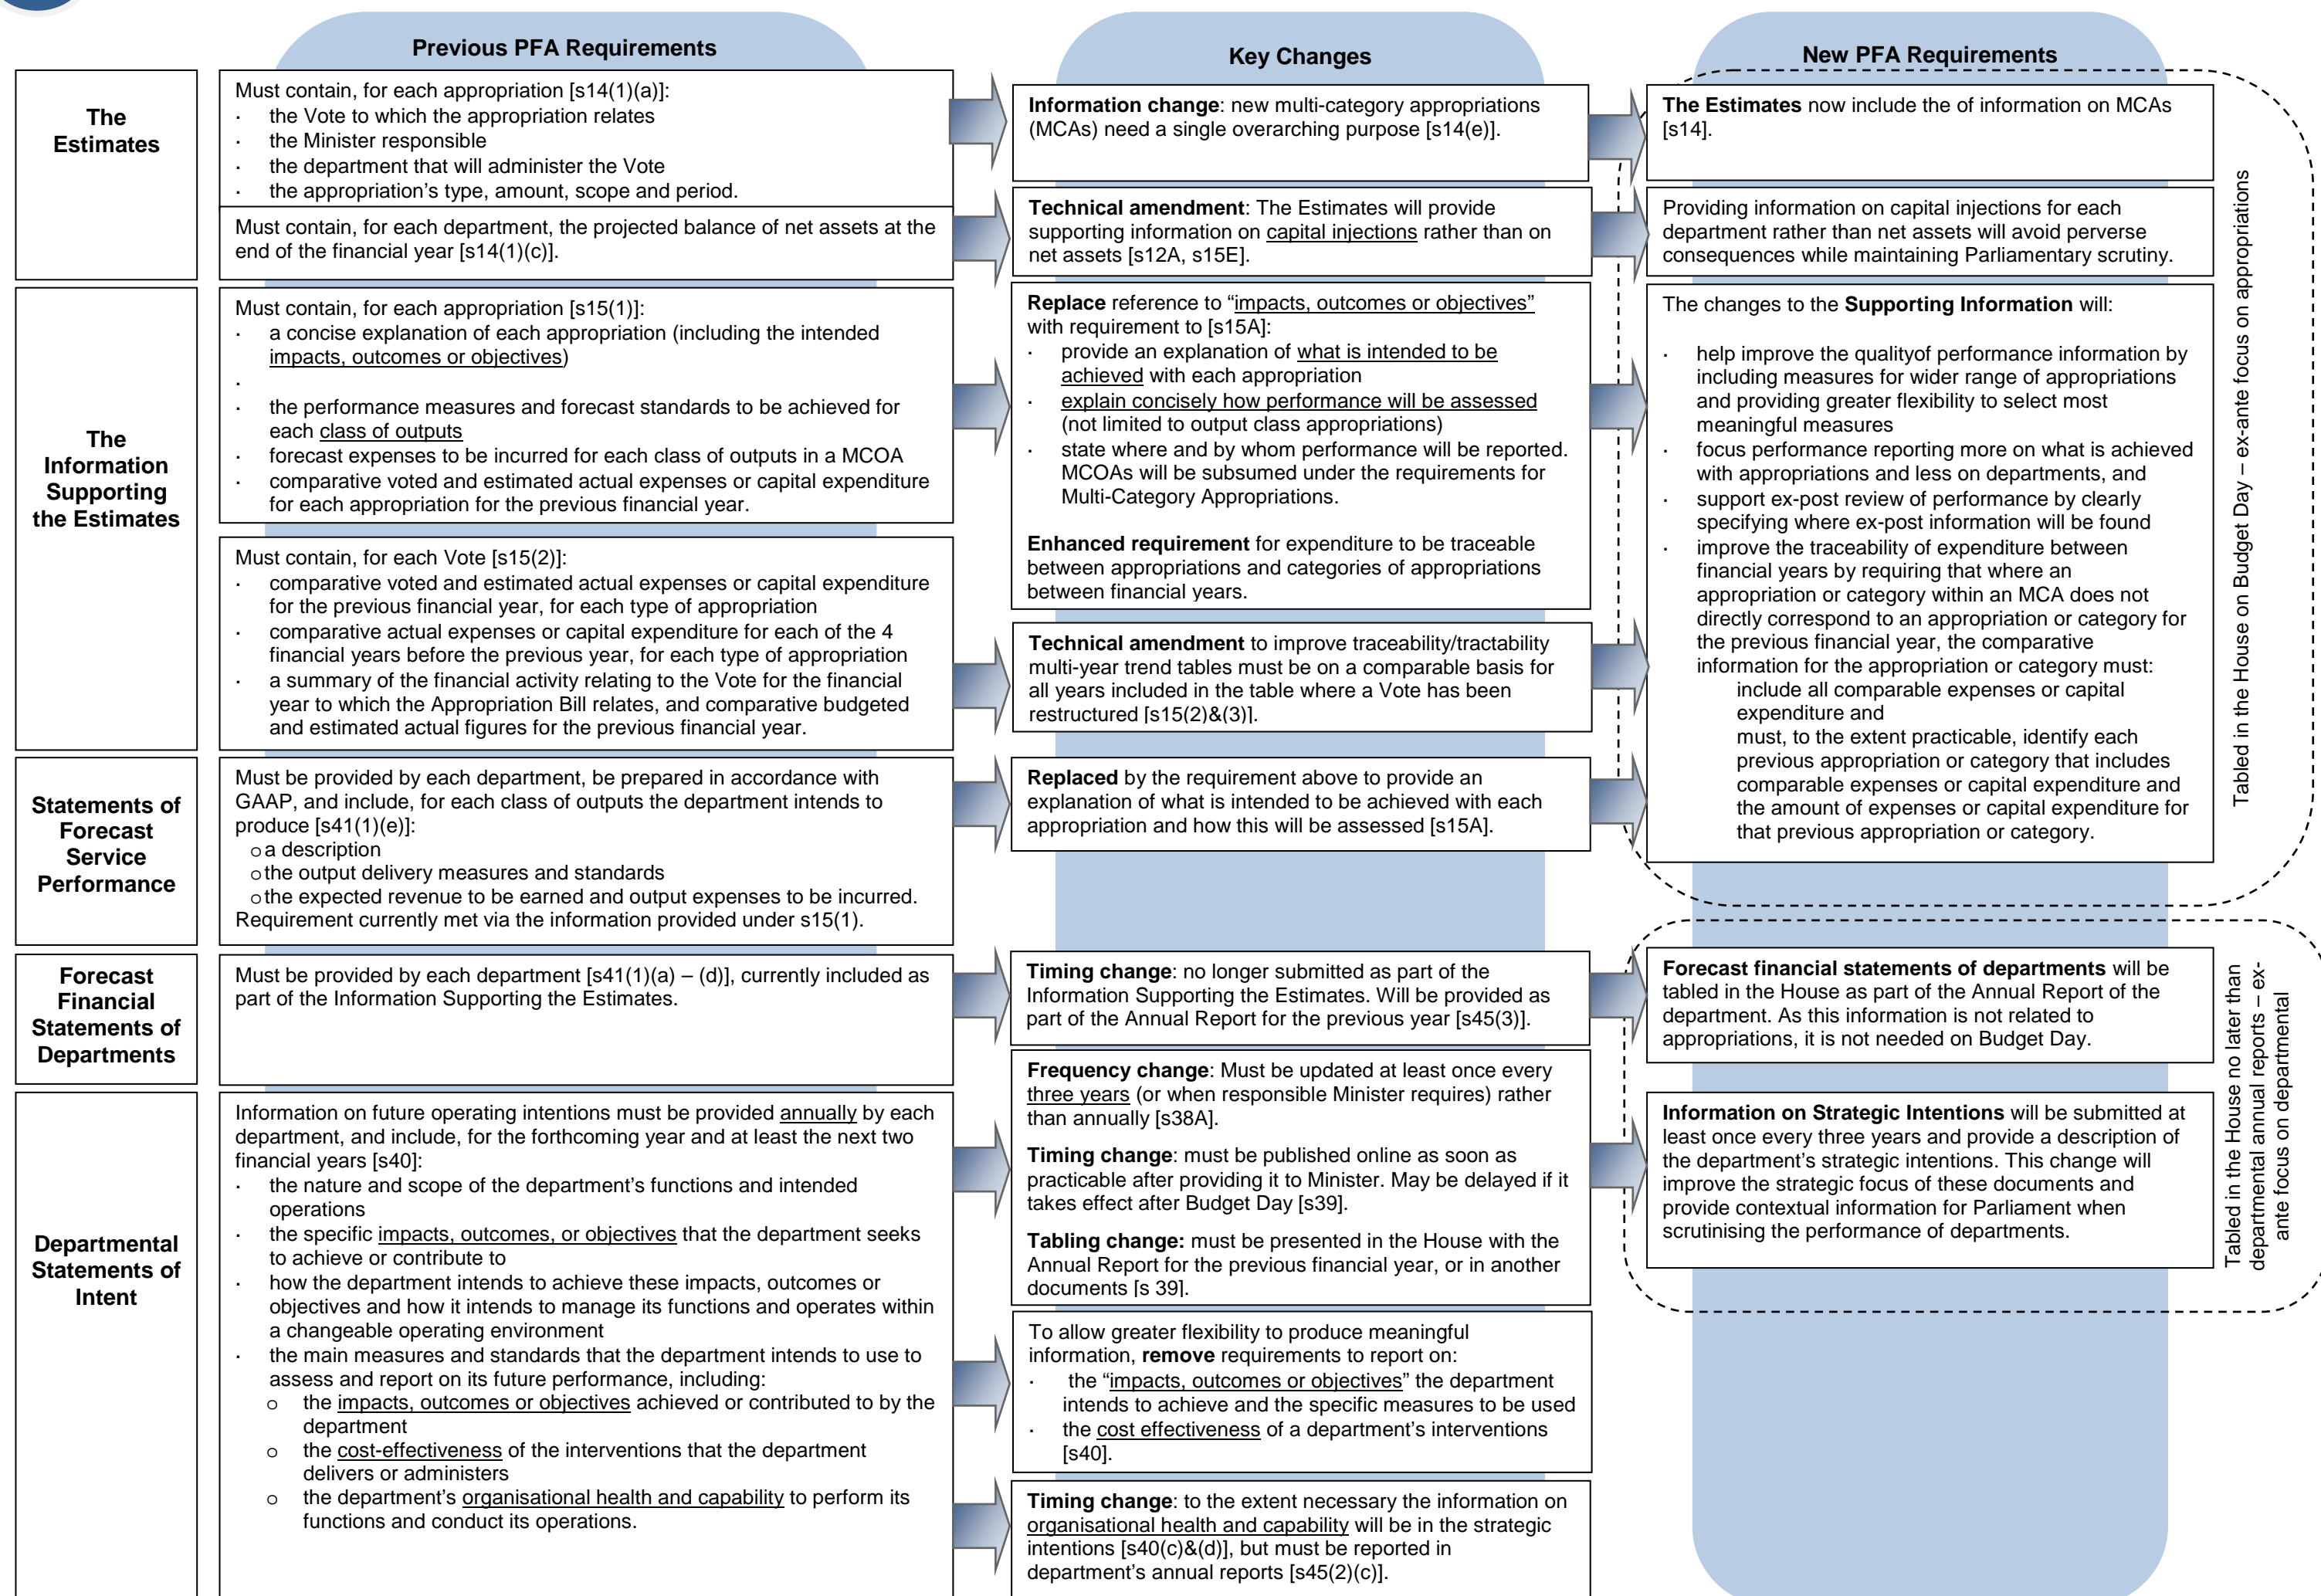 Previous PFA Requirements
Key Changes
New PFA Requirements
The
Estimates
Must contain, for each appropriation [s14(1)(a)]:
· the Vote to which the appropriation relates
· the Minister responsible
· the department that will administer the Vote
· the appropriation’s type, amount, scope and period.
Must contain, for each department, the projected balance of net assets at the
end of the financial year [s14(1)(c)].
Information change: new multi-category appropriations
(MCAs) need a single overarching purpose [s14(e)].
Technical amendment: The Estimates will provide
supporting information on capital injections rather than on
net assets [s12A, s15E].
The Estimates now include the of information on MCAs
[s14].
Providing information on capital injections for each
department rather than net assets will avoid perverse
consequences while maintaining Parliamentary scrutiny.
The
Information
Supporting
the Estimates
Must contain, for each appropriation [s15(1)]:
· a concise explanation of each appropriation (including the intended
impacts, outcomes or objectives)
·
· the performance measures and forecast standards to be achieved for
each class of outputs
· forecast expenses to be incurred for each class of outputs in a MCOA
· comparative voted and estimated actual expenses or capital expenditure
for each appropriation for the previous financial year.
Must contain, for each Vote [s15(2)]:
· comparative voted and estimated actual expenses or capital expenditure
for the previous financial year, for each type of appropriation
· comparative actual expenses or capital expenditure for each of the 4
financial years before the previous year, for each type of appropriation
· a summary of the financial activity relating to the Vote for the financial
year to which the Appropriation Bill relates, and comparative budgeted
and estimated actual figures for the previous financial year.
Replace reference to “impacts, outcomes or objectives”
with requirement to [s15A]:
· provide an explanation of what is intended to be
achieved with each appropriation
· explain concisely how performance will be assessed
(not limited to output class appropriations)
· state where and by whom performance will be reported.
MCOAs will be subsumed under the requirements for
Multi-Category Appropriations.
Enhanced requirement for expenditure to be traceable
between appropriations and categories of appropriations
between financial years.
Technical amendment to improve traceability/tractability
multi-year trend tables must be on a comparable basis for
all years included in the table where a Vote has been
restructured [s15(2)&(3)].
The changes to the Supporting Information will:
· help improve the qualityof performance information by
including measures for wider range of appropriations
and providing greater flexibility to select most
meaningful measures
· focus performance reporting more on what is achieved
with appropriations and less on departments, and
· support ex-post review of performance by clearly
specifying where ex-post information will be found
· improve the traceability of expenditure between
financial years by requiring that where an
appropriation or category within an MCA does not
directly correspond to an appropriation or category for
the previous financial year, the comparative
information for the appropriation or category must:
include all comparable expenses or capital
expenditure and
must, to the extent practicable, identify each
previous appropriation or category that includes
comparable expenses or capital expenditure and
the amount of expenses or capital expenditure for
that previous appropriation or category.
Tabled in the House on Budget Day – ex-ante focus on appropriations
Statements of
Forecast
Service
Performance
Must be provided by each department, be prepared in accordance with
GAAP, and include, for each class of outputs the department intends to
produce [s41(1)(e)]:
o a description
o the output delivery measures and standards
o the expected revenue to be earned and output expenses to be incurred.
Requirement currently met via the information provided under s15(1).
Replaced by the requirement above to provide an
explanation of what is intended to be achieved with each
appropriation and how this will be assessed [s15A].
Forecast
Financial
Statements of
Departments
Must be provided by each department [s41(1)(a) – (d)], currently included as
part of the Information Supporting the Estimates.
Timing change: no longer submitted as part of the
Information Supporting the Estimates. Will be provided as
part of the Annual Report for the previous year [s45(3)].
Forecast financial statements of departments will be
tabled in the House as part of the Annual Report of the
department. As this information is not related to
appropriations, it is not needed on Budget Day.
Departmental
Statements of
Intent
Information on future operating intentions must be provided annually by each
department, and include, for the forthcoming year and at least the next two
financial years [s40]:
· the nature and scope of the department’s functions and intended
operations
· the specific impacts, outcomes, or objectives that the department seeks
to achieve or contribute to
· how the department intends to achieve these impacts, outcomes or
objectives and how it intends to manage its functions and operates within
a changeable operating environment
· the main measures and standards that the department intends to use to
assess and report on its future performance, including:
o the impacts, outcomes or objectives achieved or contributed to by the
department
o the cost-effectiveness of the interventions that the department
delivers or administers
o the department’s organisational health and capability to perform its
functions and conduct its operations.
Frequency change: Must be updated at least once every
three years (or when responsible Minister requires) rather
than annually [s38A].
Timing change: must be published online as soon as
practicable after providing it to Minister. May be delayed if it
takes effect after Budget Day [s39].
Tabling change: must be presented in the House with the
Annual Report for the previous financial year, or in another
documents [s 39].
To allow greater flexibility to produce meaningful
information, remove requirements to report on:
· the “impacts, outcomes or objectives” the department
intends to achieve and the specific measures to be used
· the cost effectiveness of a department’s interventions
[s40].
Timing change: to the extent necessary the information on
organisational health and capability will be in the strategic
intentions [s40(c)&(d)], but must be reported in
department’s annual reports [s45(2)(c)].
Information on Strategic Intentions will be submitted at
least once every three years and provide a description of
the department’s strategic intentions. This change will
improve the strategic focus of these documents and
provide contextual information for Parliament when
scrutinising the performance of departments.
Tabled in the House no later than
departmental annual reports – ex-
ante focus on departmental